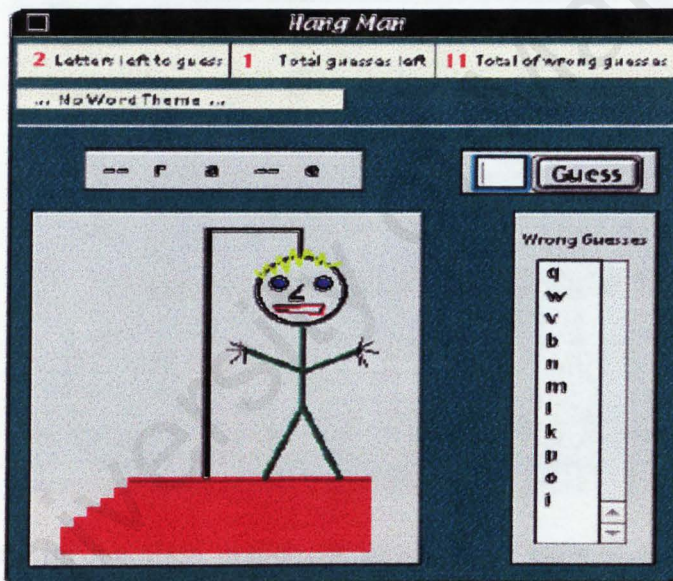 Hang Man
2 Letters left to guess 1 Total guesses left 11 Total of wrong guesses
... No Word Theme ...
-- r a -- e
Guess
Wrong Guesses
q
w
v
b
n
m
k
p
o